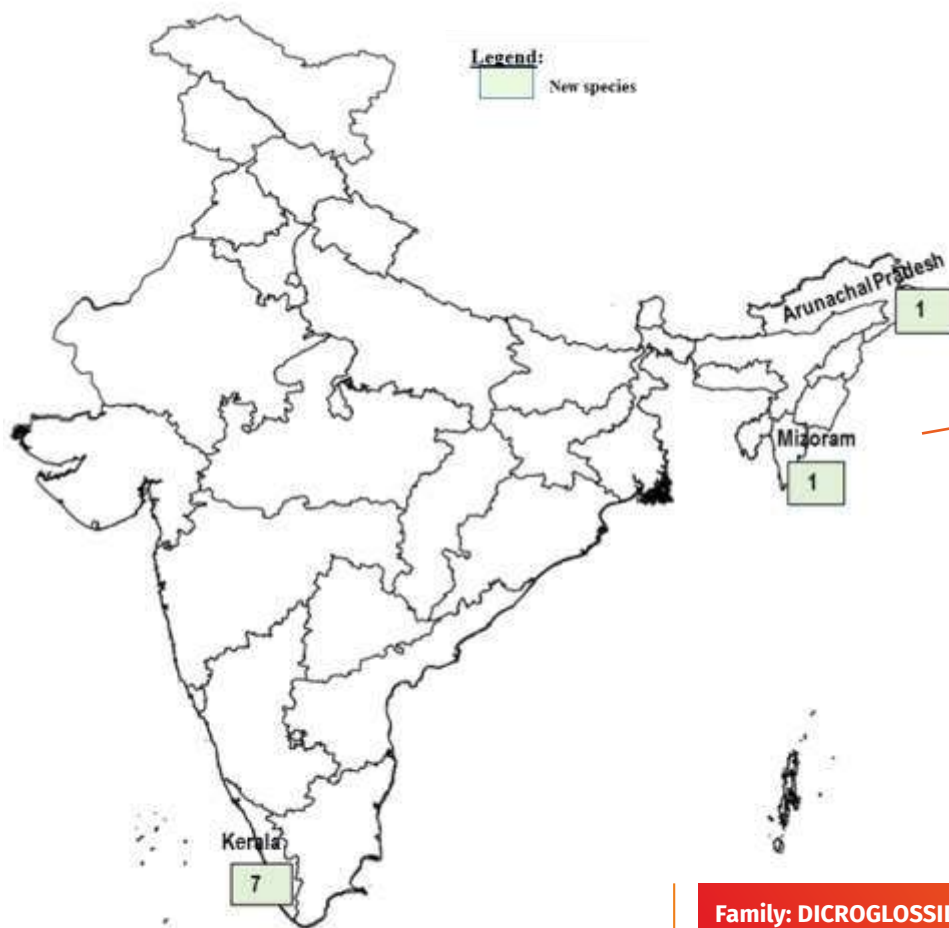 Legend:
New species
Arunachal Pradesh
1
Mizoram
1
Kerala
7